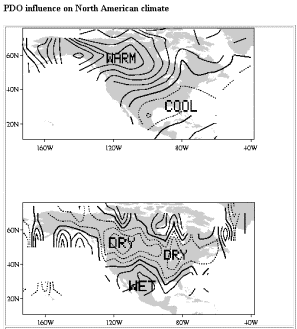 PDO influence on North American climate
60N
WARM
40N
COOL
20N
160W 120W 80W 40W
60N
DRY
DRY
40N
WET
20N
160W 120W 80W 40W